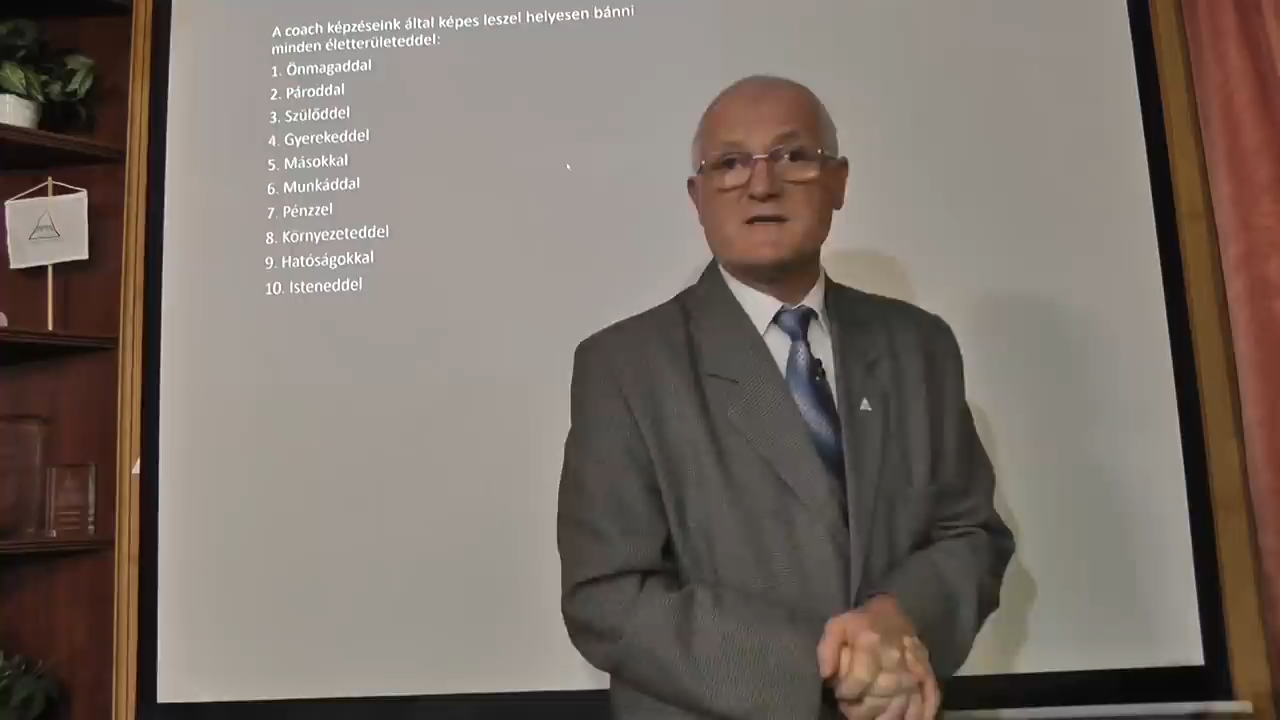 A coach képzéseink által képes leszel helyesen bánni
minden életterületeddel:
1. Önmagaddal
2. Pároddal
3. Szülőddel
4. Gyerekeddel
5. Másokkal
6. Munkáddal
7. Pénzzel
8. Környezeteddel
9. Hatóságokkal
10. Isteneddel